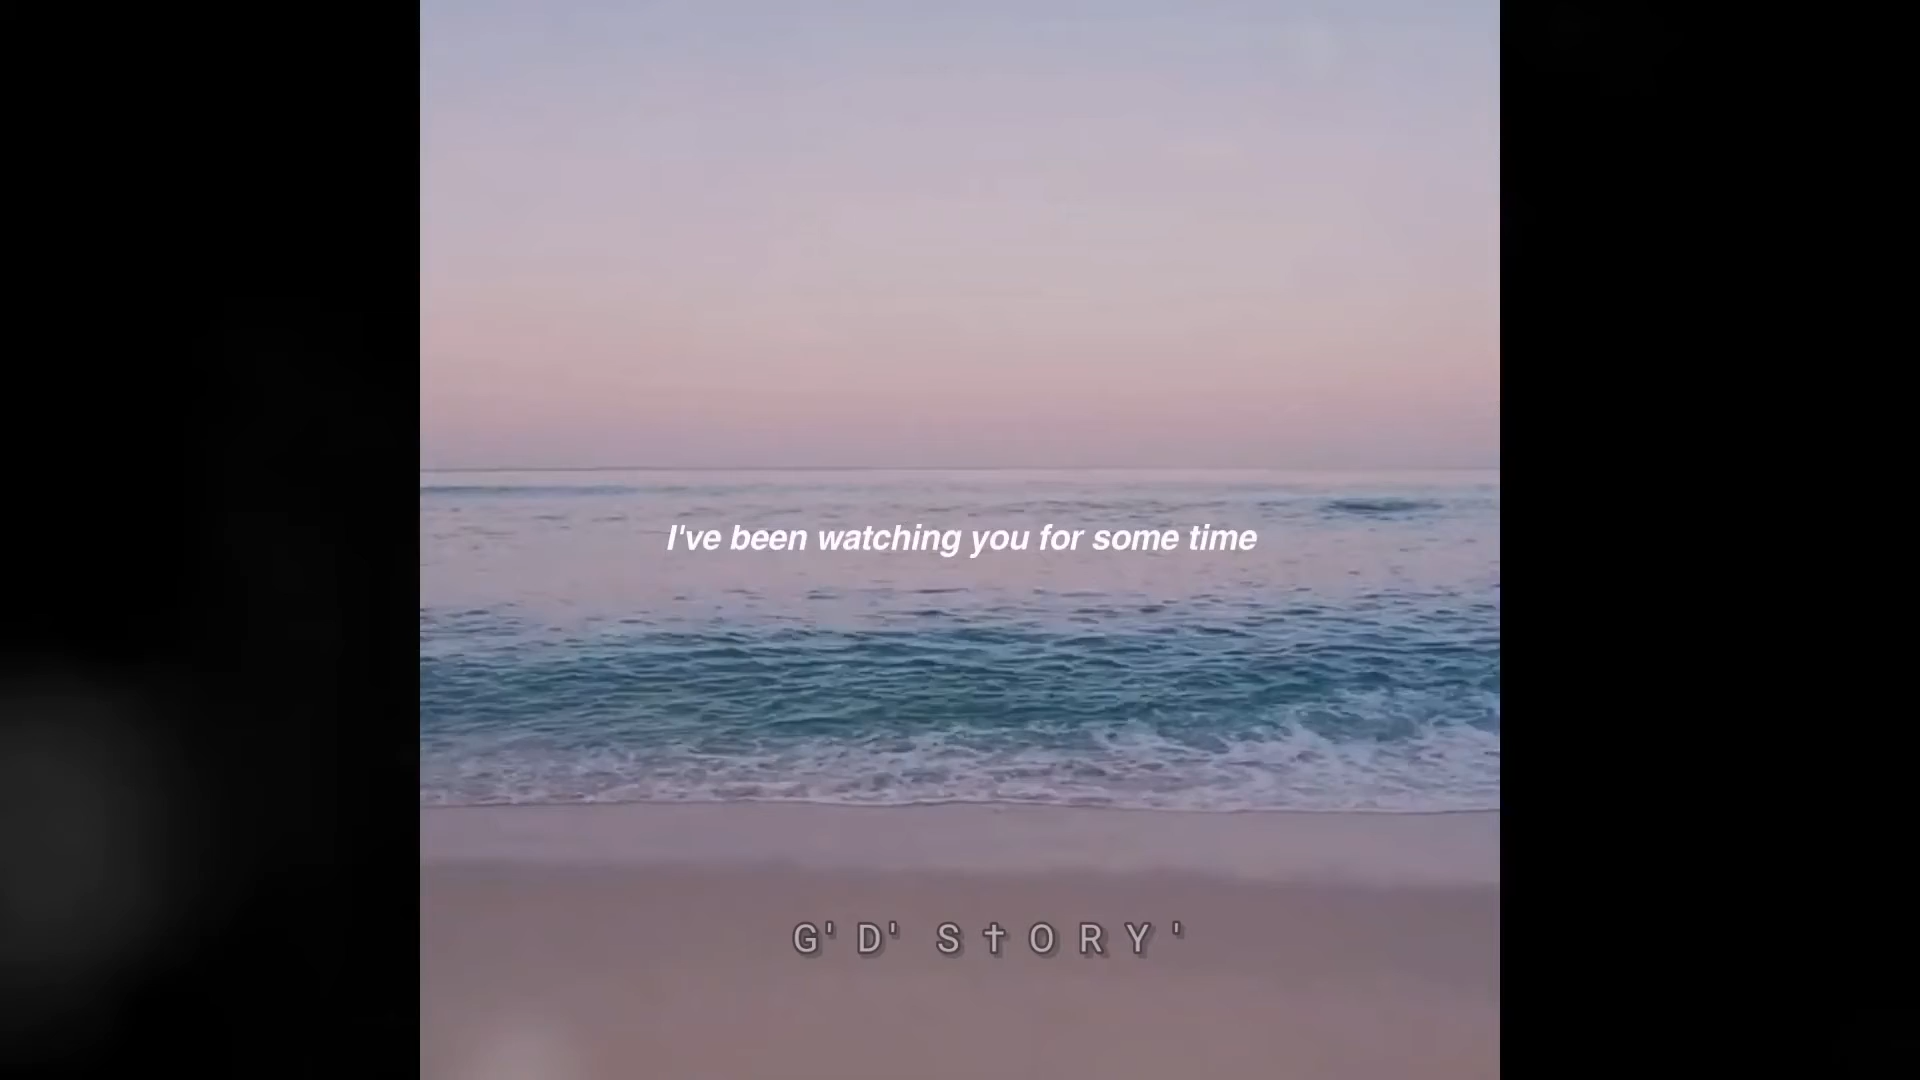 I've been watching you for some time
G' D' S † O R Y '